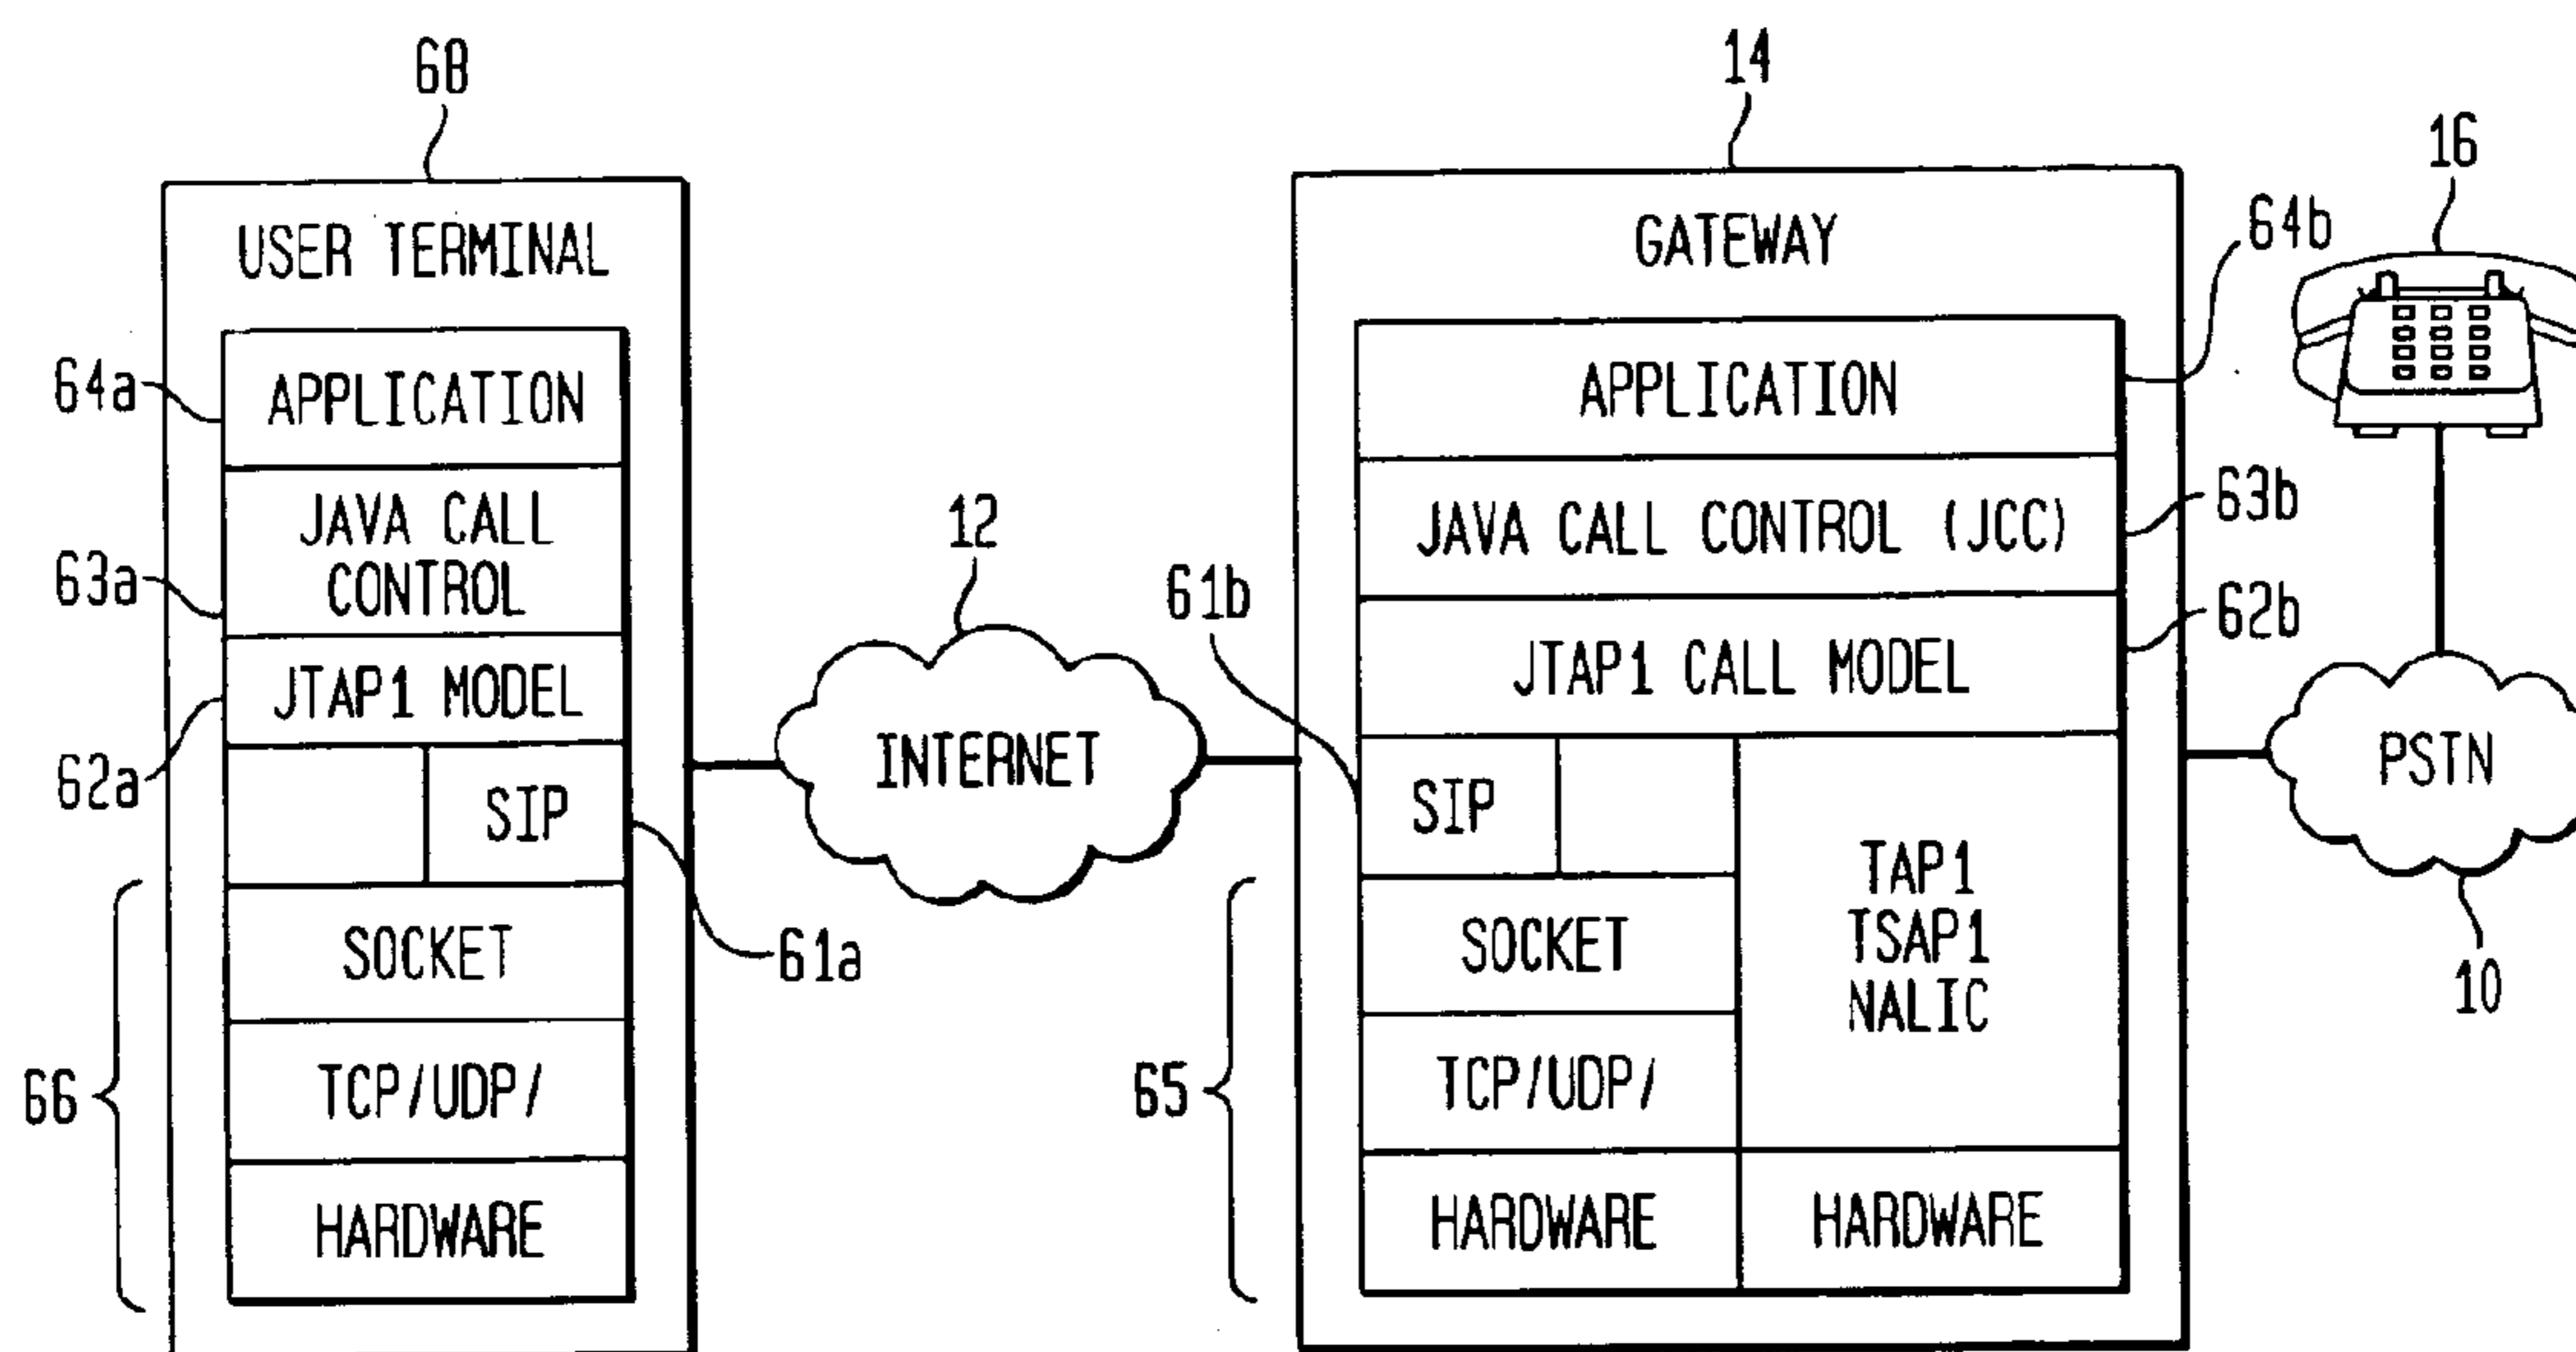 68
USER TERMINAL
64a
APPLICATION
63a
JAVA CALL
CONTROL
62a
JTAP1 MODEL
SIP
61a
66
SOCKET
TCP/UDP/
HARDWARE
12
INTERNET
14
GATEWAY
64b
APPLICATION
63b
JAVA CALL CONTROL (JCC)
62b
JTAP1 CALL MODEL
61b
SIP
TAP1
TSAP1
NALIC
65
SOCKET
TCP/UDP/
HARDWARE
HARDWARE
16
PSTN
10